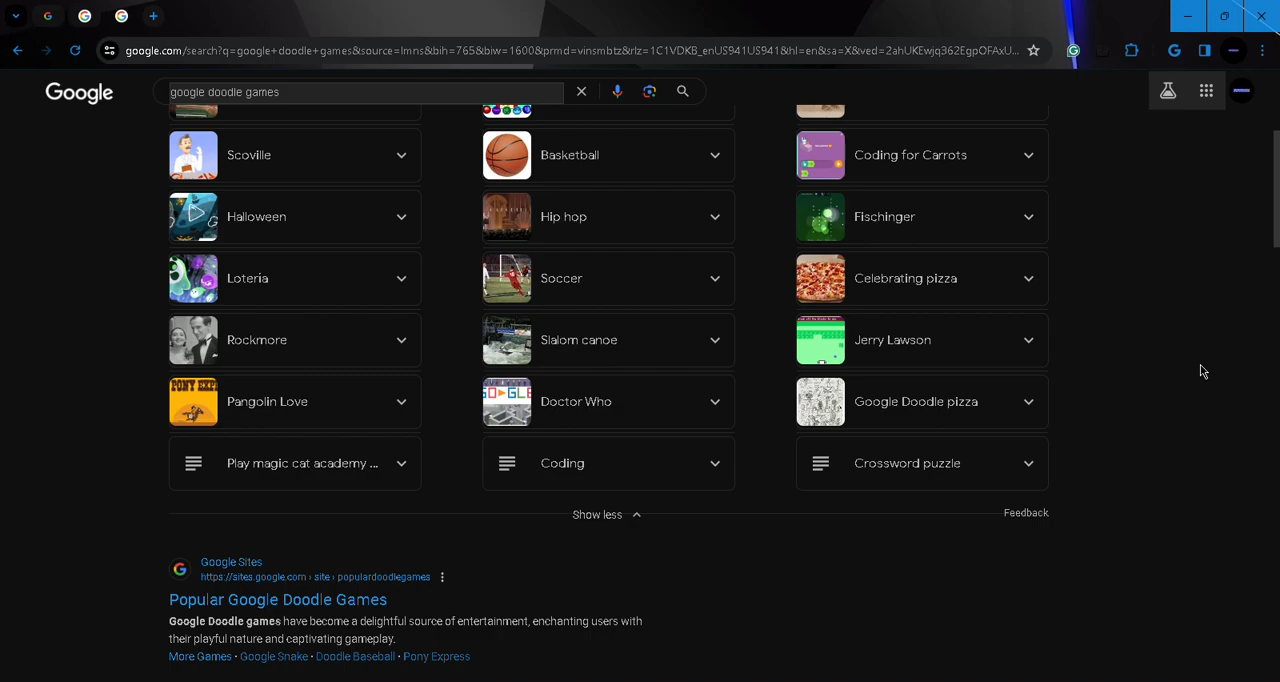 google.com/search?q=google+doodle+games&source=lmns&bih=765&biw=1600&prmd=vinsmbtz&rlz=1C1VDKB_enUS941US941&hl=en&sa=X&ved=2ahUKEwjq362EgpOFAxU...
Google
google doodle games
Scoville
Basketball
Coding for Carrots
Halloween
Hip hop
Fischinger
Loteria
Soccer
Celebrating pizza
Rockmore
Slalom canoe
Jerry Lawson
Pangolin Love
Doctor Who
Google Doodle pizza
Play magic cat academy ...
Coding
Crossword puzzle
Show less
Feedback
Google Sites
https://sites.google.com › site › populardoodlegames
Popular Google Doodle Games
Google Doodle games have become a delightful source of entertainment, enchanting users with
their playful nature and captivating gameplay.
More Games · Google Snake · Doodle Baseball · Pony Express